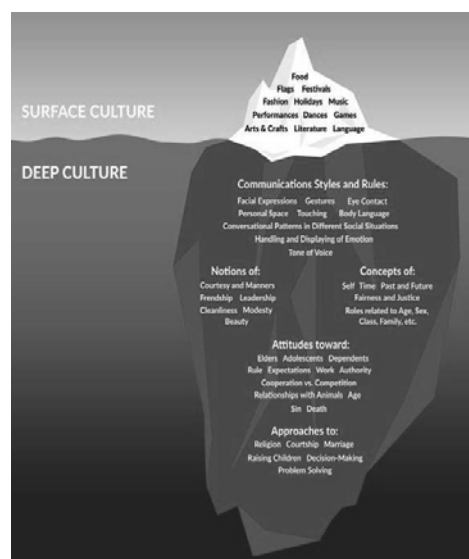 Food
Flags Festivals
Fashion Holidays Music
Performances Dances Games
Arts & Crafts Literature Language
SURFACE CULTURE
DEEP CULTURE
Communications Styles and Rules:
Facial Expressions Gestures Eye Contact
Personal Space Touching Body Language
Conversational Patterns in Different Social Situations
Handling and Displaying of Emotion
Tone of Voice
Notions of:
Courtesy and Manners
Frendship Leadership
Cleanliness Modesty
Beauty
Concepts of:
Self Time Past and Future
Fairness and Justice
Roles related to Age, Sex,
Class, Family, etc.
Attitudes toward:
Elders Adolescents Dependents
Rule Expectations Work Authority
Cooperation vs. Competition
Relationships with Animals Age
Sin Death
Approaches to:
Religion Courtship Marriage
Raising Children Decision-Making
Problem Solving